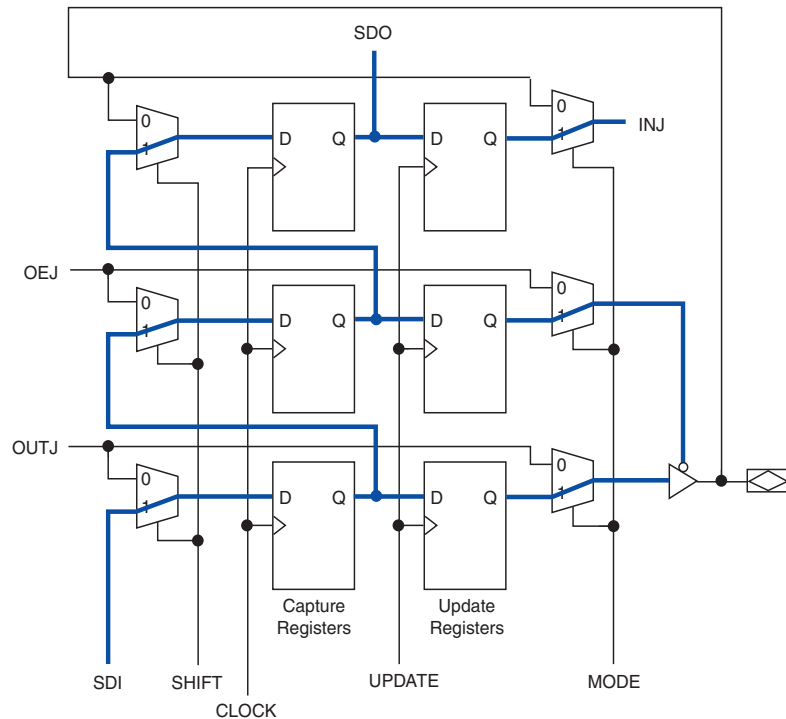 SDO
0
1
D
Q
D
Q
0
1
INJ
OEJ
0
1
D
Q
D
Q
0
1
OUTJ
0
1
D
Q
D
Q
0
1
Capture
Registers
Update
Registers
SDI
SHIFT
CLOCK
UPDATE
MODE